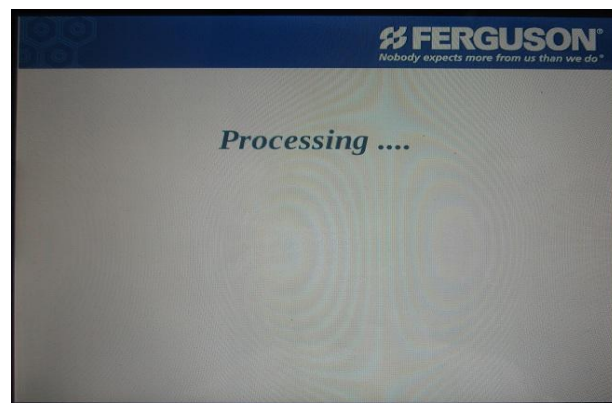 FERGUSON®
Nobody expects more from us than we do®
Processing ....